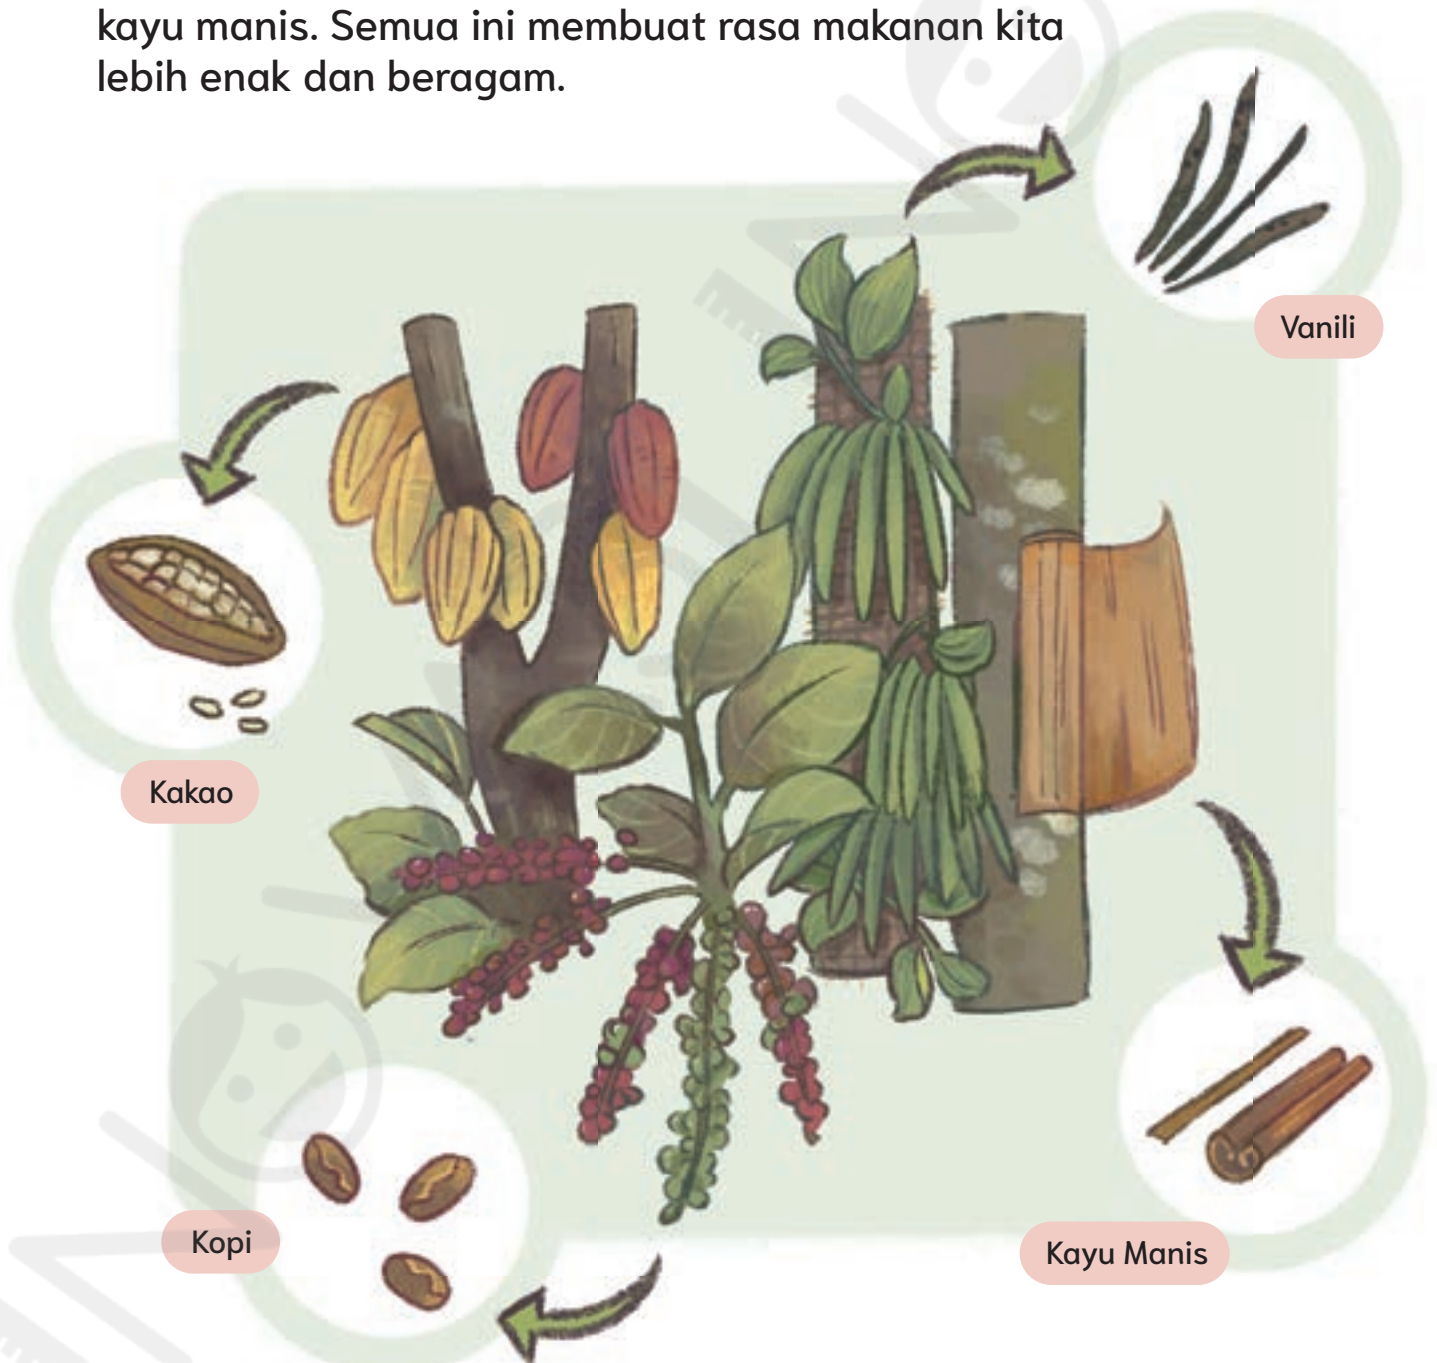 kayu manis. Semua ini membuat rasa makanan kita
lebih enak dan beragam.
Vanili
Kakao
Kopi
Kayu Manis